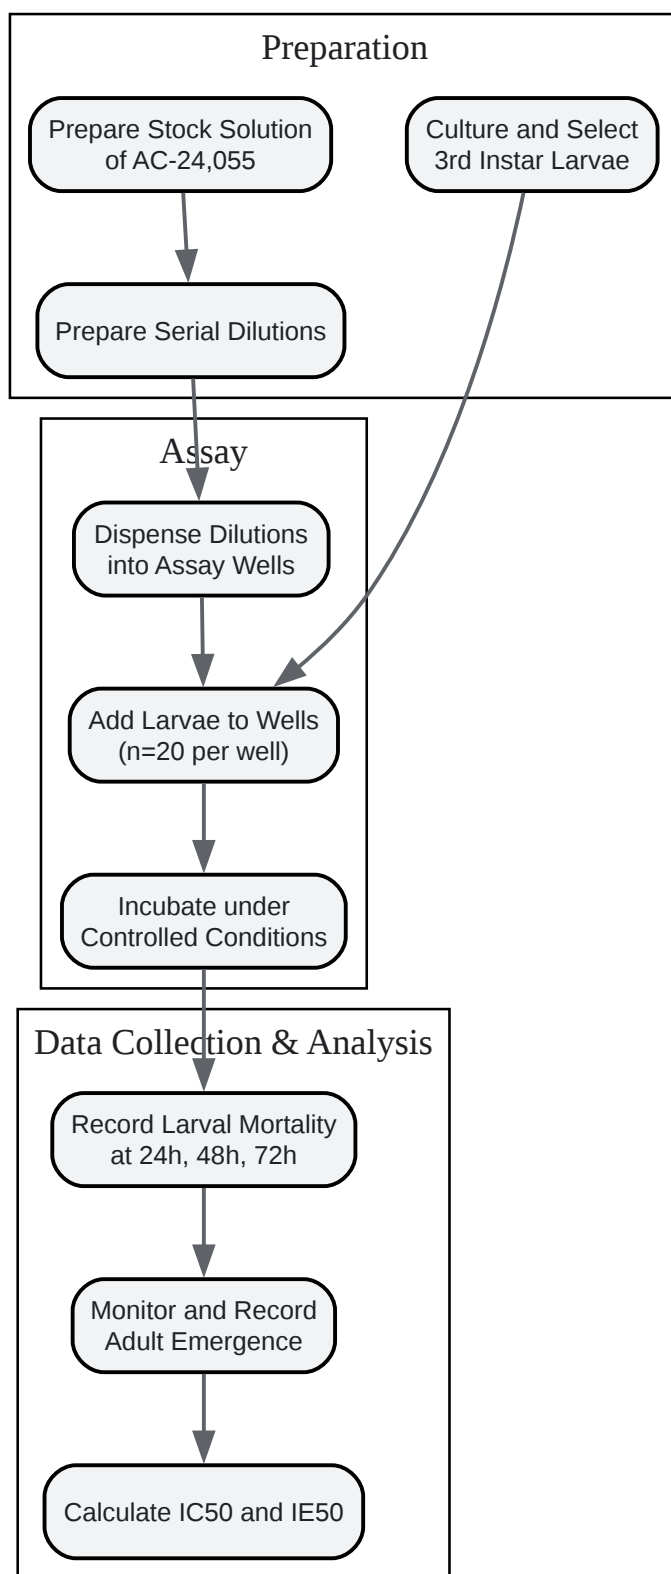 Preparation
Prepare Stock Solution
of AC-24,055
Culture and Select
3rd Instar Larvae
Prepare Serial Dilutions
Assay
Dispense Dilutions
into Assay Wells
Add Larvae to Wells
(n=20 per well)
Incubate under
Controlled Conditions
Data Collection & Analysis
Record Larval Mortality
at 24h, 48h, 72h
Monitor and Record
Adult Emergence
Calculate IC50 and IE50